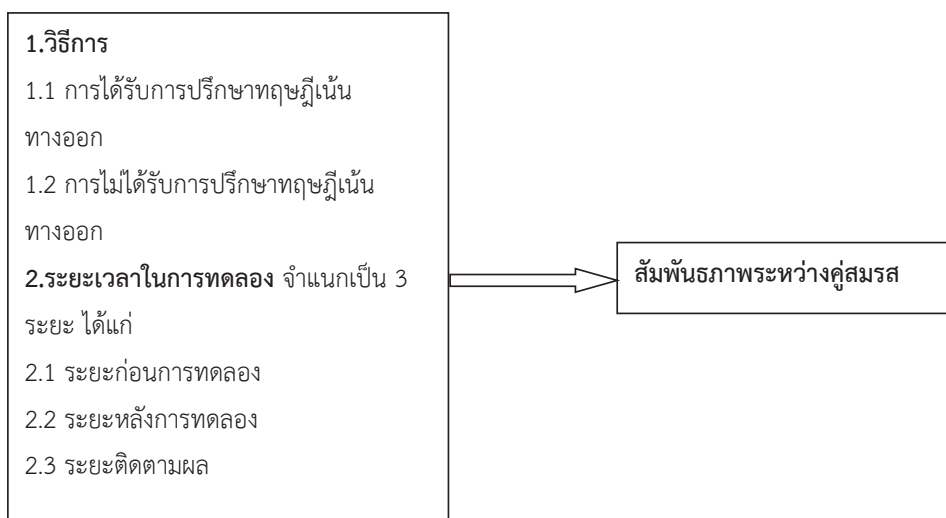 1.วิธีการ
1.1 การได้รับการปรึกษาทฤษฎีเน้น
ทางออก
1.2 การไม่ได้รับการปรึกษาทฤษฎีเน้น
ทางออก
2.ระยะเวลาในการทดลอง จำแนกเป็น 3
ระยะ ได้แก่
2.1 ระยะก่อนการทดลอง
2.2 ระยะหลังการทดลอง
2.3 ระยะติดตามผล
สัมพันธภาพระหว่างคู่สมรส